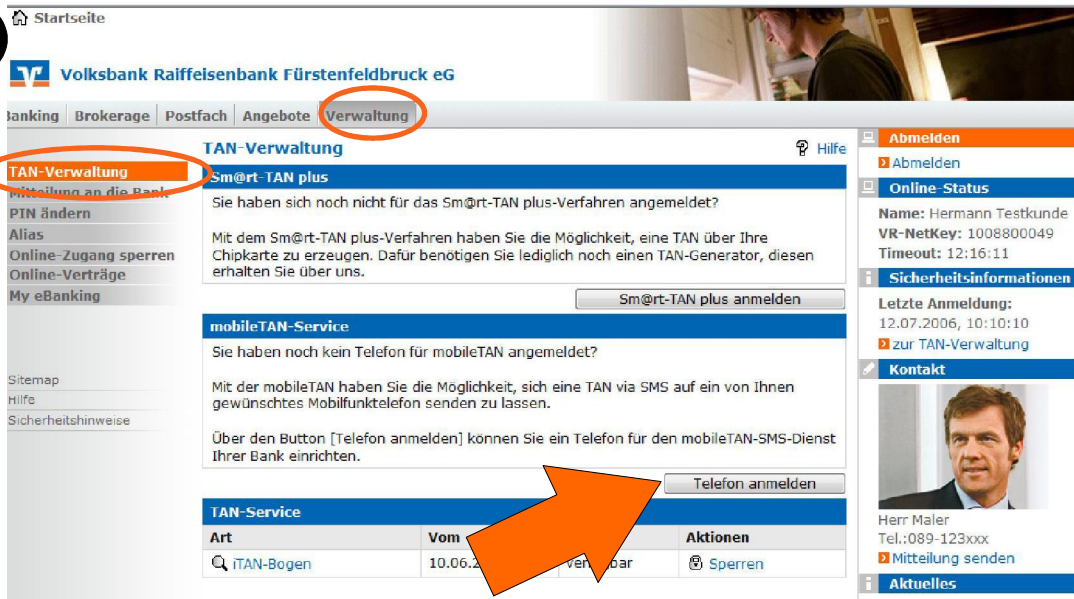 Startseite
Volksbank Raiffeisenbank Fürstenfeldbruck eG
Banking Brokerage Postfach Angebote Verwaltung
TAN-Verwaltung
Mitteilung an die Bank
PIN ändern
Alias
Online-Zugang sperren
Online-Verträge
My eBanking
Sitemap
Hilfe
Sicherheitshinweise
TAN-Verwaltung Hilfe
Sm@rt-TAN plus
Sie haben sich noch nicht für das Sm@rt-TAN plus-Verfahren angemeldet?
Mit dem Sm@rt-TAN plus-Verfahren haben Sie die Möglichkeit, eine TAN über Ihre
Chipkarte zu erzeugen. Dafür benötigen Sie lediglich noch einen TAN-Generator, diesen
erhalten Sie über uns.
Sm@rt-TAN plus anmelden
mobileTAN-Service
Sie haben noch kein Telefon für mobileTAN angemeldet?
Mit der mobileTAN haben Sie die Möglichkeit, sich eine TAN via SMS auf ein von Ihnen
gewünschtes Mobilfunktelefon senden zu lassen.
Über den Button [Telefon anmelden] können Sie ein Telefon für den mobileTAN-SMS-Dienst
Ihrer Bank einrichten.
Telefon anmelden
TAN-Service
Art Vom Aktionen
iTAN-Bogen 10.06.2 Sperren
Abmelden
Abmelden
Online-Status
Name: Hermann Testkunde
VR-NetKey: 1008800049
Timeout: 12:16:11
Sicherheitsinformationen
Letzte Anmeldung:
12.07.2006, 10:10:10
zur TAN-Verwaltung
Kontakt
Herr Maler
Tel.:089-123xxx
Mitteilung senden
Aktuelles